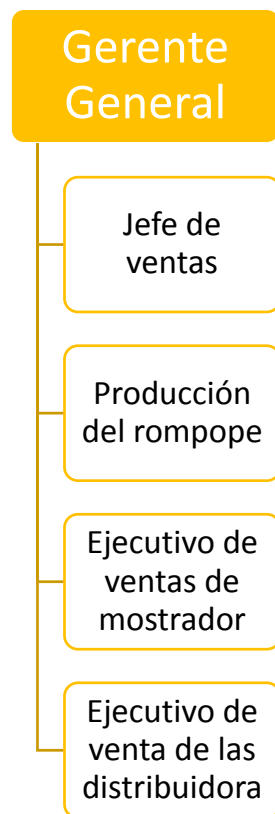 Gerente
General
Jefe de
ventas
Producción
del rompope
Ejecutivo de
ventas de
mostrador
Ejecutivo de
venta de las
distribuidora